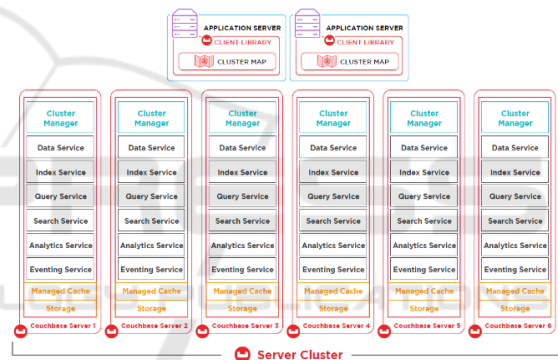 APPLICATION SERVER
CLIENT LIBRARY
CLUSTER MAP
APPLICATION SERVER
CLIENT LIBRARY
CLUSTER MAP
Cluster Manager
Data Service
Index Service
Query Service
Search Service
Analytics Service
Eventing Service
Managed Cache
Storage
Couchbase Server 1
Cluster Manager
Data Service
Index Service
Query Service
Search Service
Analytics Service
Eventing Service
Managed Cache
Storage
Couchbase Server 2
Cluster Manager
Data Service
Index Service
Query Service
Search Service
Analytics Service
Eventing Service
Managed Cache
Storage
Couchbase Server 3
Cluster Manager
Data Service
Index Service
Query Service
Search Service
Analytics Service
Eventing Service
Managed Cache
Storage
Couchbase Server 4
Cluster Manager
Data Service
Index Service
Query Service
Search Service
Analytics Service
Eventing Service
Managed Cache
Storage
Couchbase Server 5
Cluster Manager
Data Service
Index Service
Query Service
Search Service
Analytics Service
Eventing Service
Managed Cache
Storage
Couchbase Server 6
Server Cluster